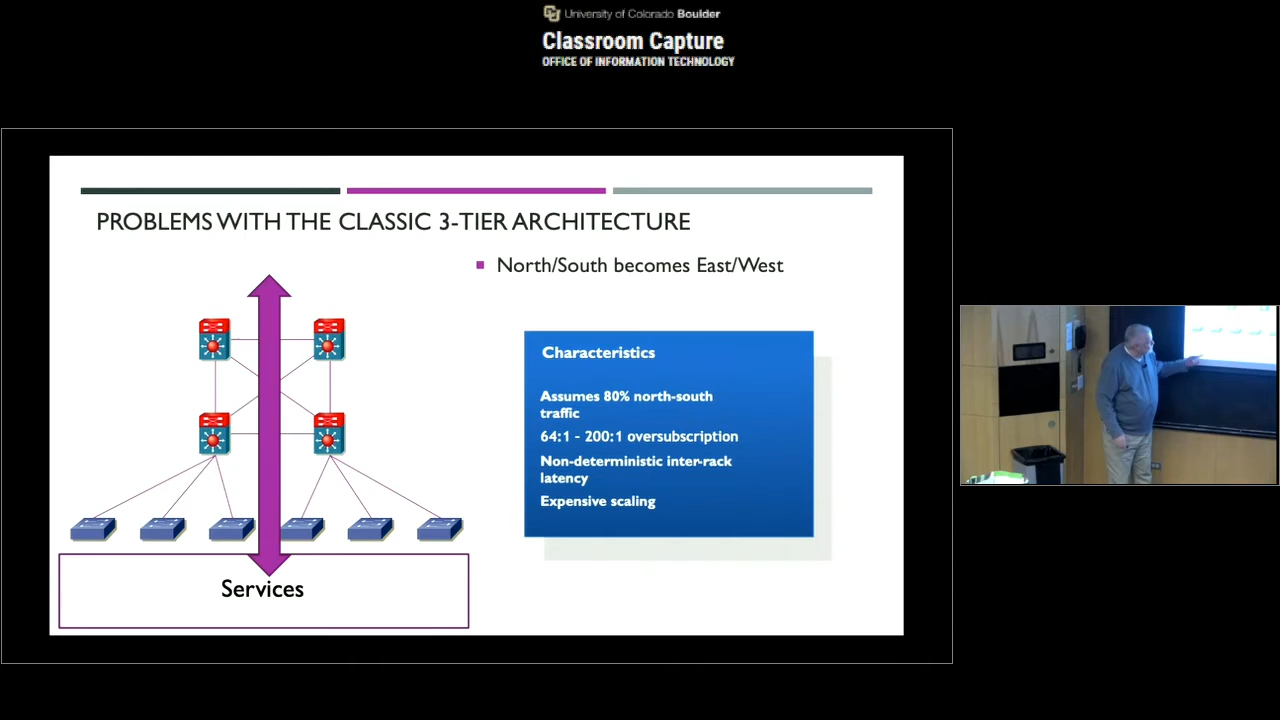 University of Colorado Boulder
Classroom Capture
OFFICE OF INFORMATION TECHNOLOGY
PROBLEMS WITH THE CLASSIC 3-TIER ARCHITECTURE
North/South becomes East/West
Characteristics
Assumes 80% north-south
traffic
64:1 - 200:1 oversubscription
Non-deterministic inter-rack
latency
Expensive scaling
Services